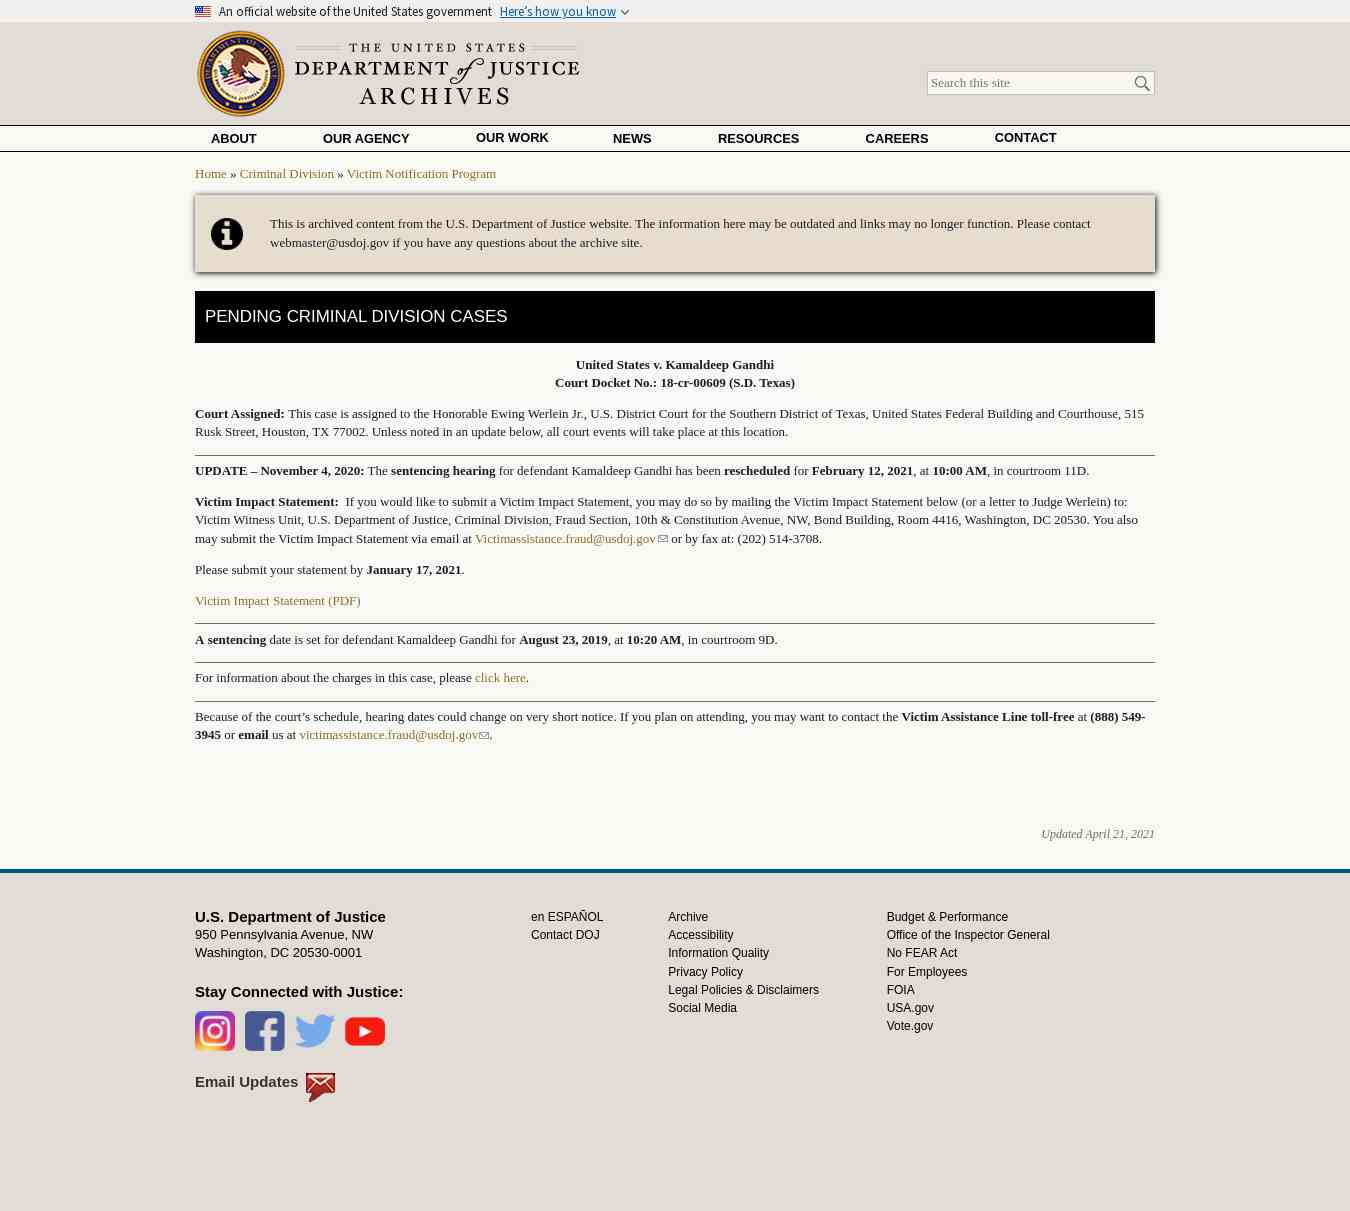 An official website of the United States government Here's how you know
THE UNITED STATES
DEPARTMENT of JUSTICE
ARCHIVES
Search this site
ABOUT OUR AGENCY OUR WORK NEWS RESOURCES CAREERS CONTACT
Home » Criminal Division » Victim Notification Program
This is archived content from the U.S. Department of Justice website. The information here may be outdated and links may no longer function. Please contact
webmaster@usdoj.gov if you have any questions about the archive site.
PENDING CRIMINAL DIVISION CASES
United States v. Kamaldeep Gandhi
Court Docket No.: 18-cr-00609 (S.D. Texas)
Court Assigned: This case is assigned to the Honorable Ewing Werlein Jr., U.S. District Court for the Southern District of Texas, United States Federal Building and Courthouse, 515
Rusk Street, Houston, TX 77002. Unless noted in an update below, all court events will take place at this location.
UPDATE – November 4, 2020: The sentencing hearing for defendant Kamaldeep Gandhi has been rescheduled for February 12, 2021, at 10:00 AM, in courtroom 11D.
Victim Impact Statement: If you would like to submit a Victim Impact Statement, you may do so by mailing the Victim Impact Statement below (or a letter to Judge Werlein) to:
Victim Witness Unit, U.S. Department of Justice, Criminal Division, Fraud Section, 10th & Constitution Avenue, NW, Bond Building, Room 4416, Washington, DC 20530. You also
may submit the Victim Impact Statement via email at Victimassistance.fraud@usdoj.gov or by fax at: (202) 514-3708.
Please submit your statement by January 17, 2021.
Victim Impact Statement (PDF)
A sentencing date is set for defendant Kamaldeep Gandhi for August 23, 2019, at 10:20 AM, in courtroom 9D.
For information about the charges in this case, please click here.
Because of the court's schedule, hearing dates could change on very short notice. If you plan on attending, you may want to contact the Victim Assistance Line toll-free at (888) 549-
3945 or email us at victimassistance.fraud@usdoj.gov.
Updated April 21, 2021
U.S. Department of Justice
950 Pennsylvania Avenue, NW
Washington, DC 20530-0001
Stay Connected with Justice:
Email Updates
en ESPAÑOL
Contact DOJ
Archive
Accessibility
Information Quality
Privacy Policy
Legal Policies & Disclaimers
Social Media
Budget & Performance
Office of the Inspector General
No FEAR Act
For Employees
FOIA
USA.gov
Vote.gov